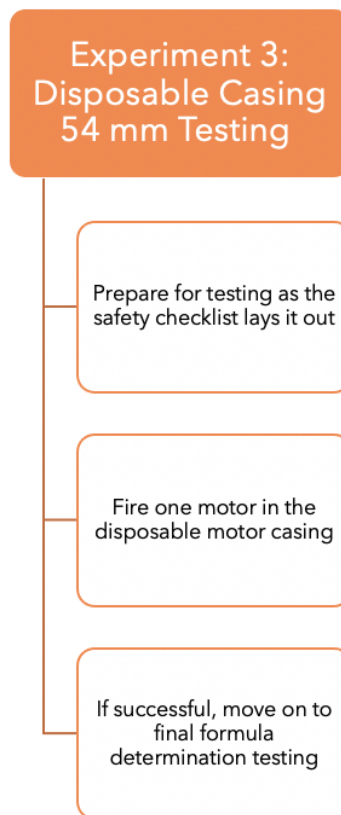 Experiment 3:
Disposable Casing
54 mm Testing
Prepare for testing as the
safety checklist lays it out
Fire one motor in the
disposable motor casing
If successful, move on to
final formula
determination testing